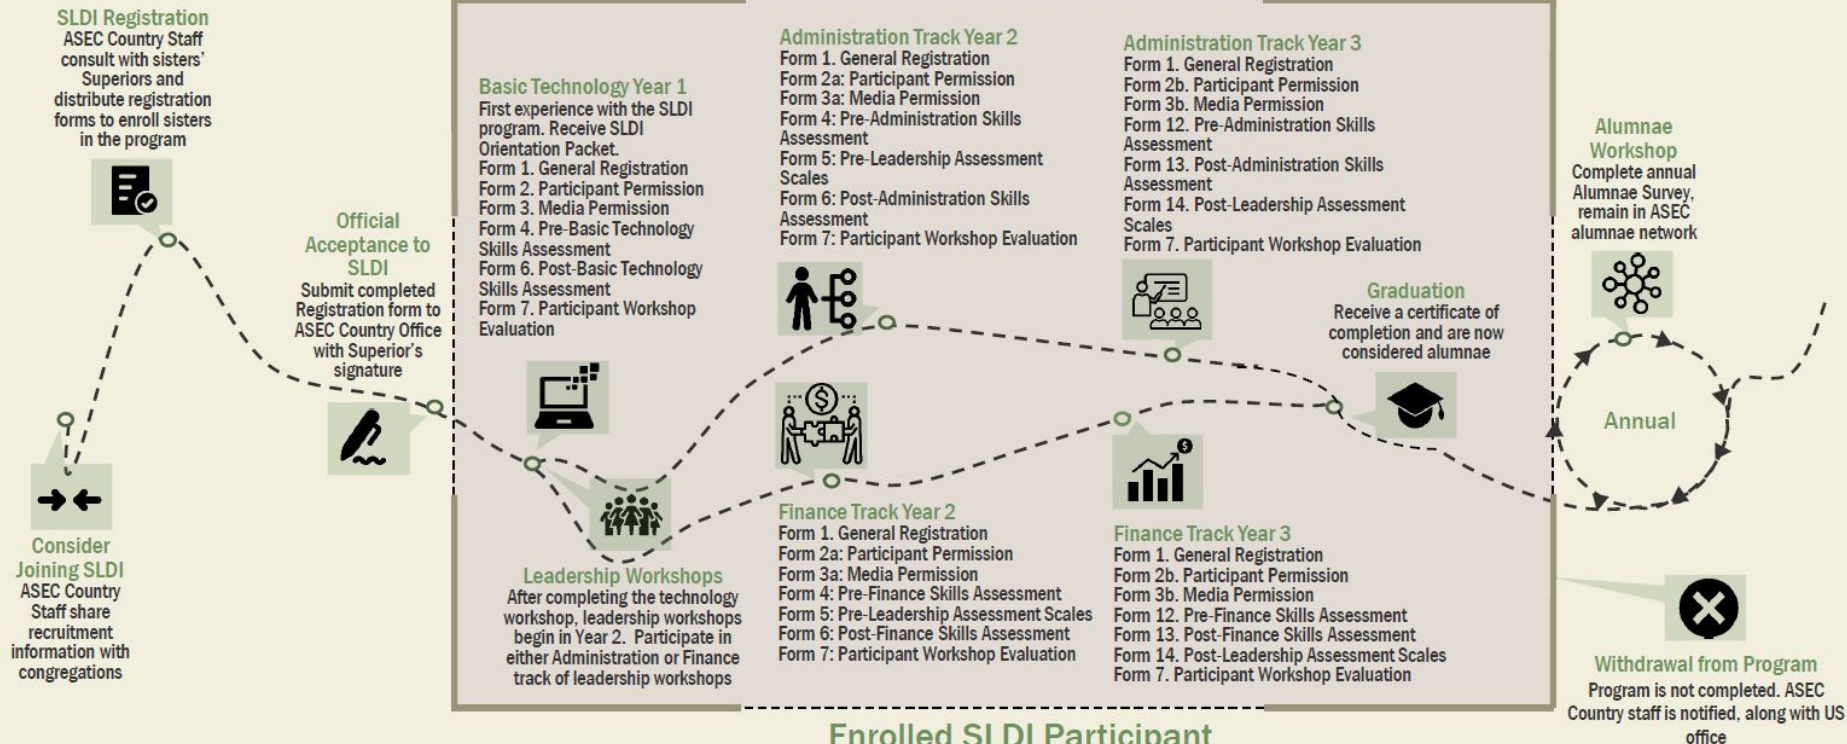 SLDI Registration
ASEC Country Staff
consult with sisters'
Superiors and
distribute registration
forms to enroll sisters
in the program
Consider
Joining SLDI
ASEC Country
Staff share
recruitment
information with
congregations
Official
Acceptance to
SLDI
Submit completed
Registration form to
ASEC Country Office
with Superior's
signature
Basic Technology Year 1
First experience with the SLDI
program. Receive SLDI
Orientation Packet.
Form 1. General Registration
Form 2. Participant Permission
Form 3. Media Permission
Form 4. Pre-Basic Technology
Skills Assessment
Form 6. Post-Basic Technology
Skills Assessment
Form 7. Participant Workshop
Evaluation
Leadership Workshops
After completing the technology
workshop, leadership workshops
begin in Year 2. Participate in
either Administration or Finance
track of leadership workshops
Administration Track Year 2
Form 1. General Registration
Form 2a: Participant Permission
Form 3a: Media Permission
Form 4: Pre-Administration Skills
Assessment
Form 5: Pre-Leadership Assessment
Scales
Form 6: Post-Administration Skills
Assessment
Form 7: Participant Workshop Evaluation
Finance Track Year 2
Form 1. General Registration
Form 2a: Participant Permission
Form 3a: Media Permission
Form 4: Pre-Finance Skills Assessment
Form 5: Pre-Leadership Assessment Scales
Form 6: Post-Finance Skills Assessment
Form 7: Participant Workshop Evaluation
Administration Track Year 3
Form 1. General Registration
Form 2b. Participant Permission
Form 3b. Media Permission
Form 12. Pre-Administration Skills
Assessment
Form 13. Post-Administration Skills
Assessment
Form 14. Post-Leadership Assessment
Scales
Form 7. Participant Workshop Evaluation
Finance Track Year 3
Form 1. General Registration
Form 2b. Participant Permission
Form 3b. Media Permission
Form 12. Pre-Finance Skills Assessment
Form 13. Post-Finance Skills Assessment
Form 14. Post-Leadership Assessment Scales
Form 7. Participant Workshop Evaluation
Graduation
Receive a certificate of
completion and are now
considered alumnae
Alumnae
Workshop
Complete annual
Alumnae Survey,
remain in ASEC
alumnae network
Annual
Withdrawal from Program
Program is not completed. ASEC
Country staff is notified, along with US
office
Enrolled SLDI Participant